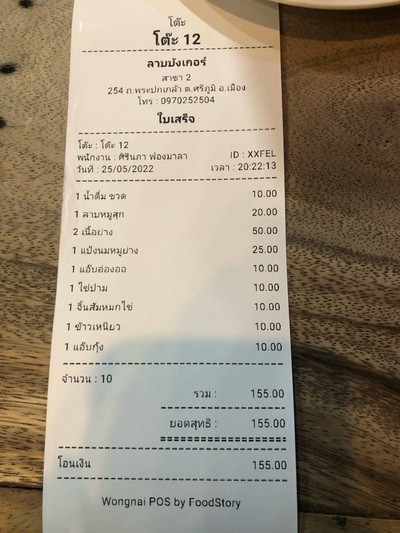 โต๊ะ
โต๊ะ 12
ลาบบังเกอร์
สาขา 2
254 ถ.พระปกเกล้า ต.ศรีภูมิ อ.เมือง
โทร : 0970252504
ใบเสร็จ
โต๊ะ : โต๊ะ 12
พนักงาน : ศิรินภา ฟองมาลา ID : XXFEL
วันที่ : 25/05/2022 เวลา : 20:22:13
1 น้ำดื่ม ขวด 10.00
1 ลาบหมูสุก 20.00
2 เนื้อย่าง 50.00
1 แป้งนมหมูย่าง 25.00
1 แอ๊บอ่องออ 10.00
1 ไข่ป่าม 10.00
1 จิ้นส้มหมกไข่ 10.00
1 ข้าวเหนียว 10.00
1 แอ๊บกุ้ง 10.00
จำนวน : 10
รวม : 155.00
ยอดสุทธิ : 155.00
โอนเงิน 155.00
Wongnai POS by FoodStory